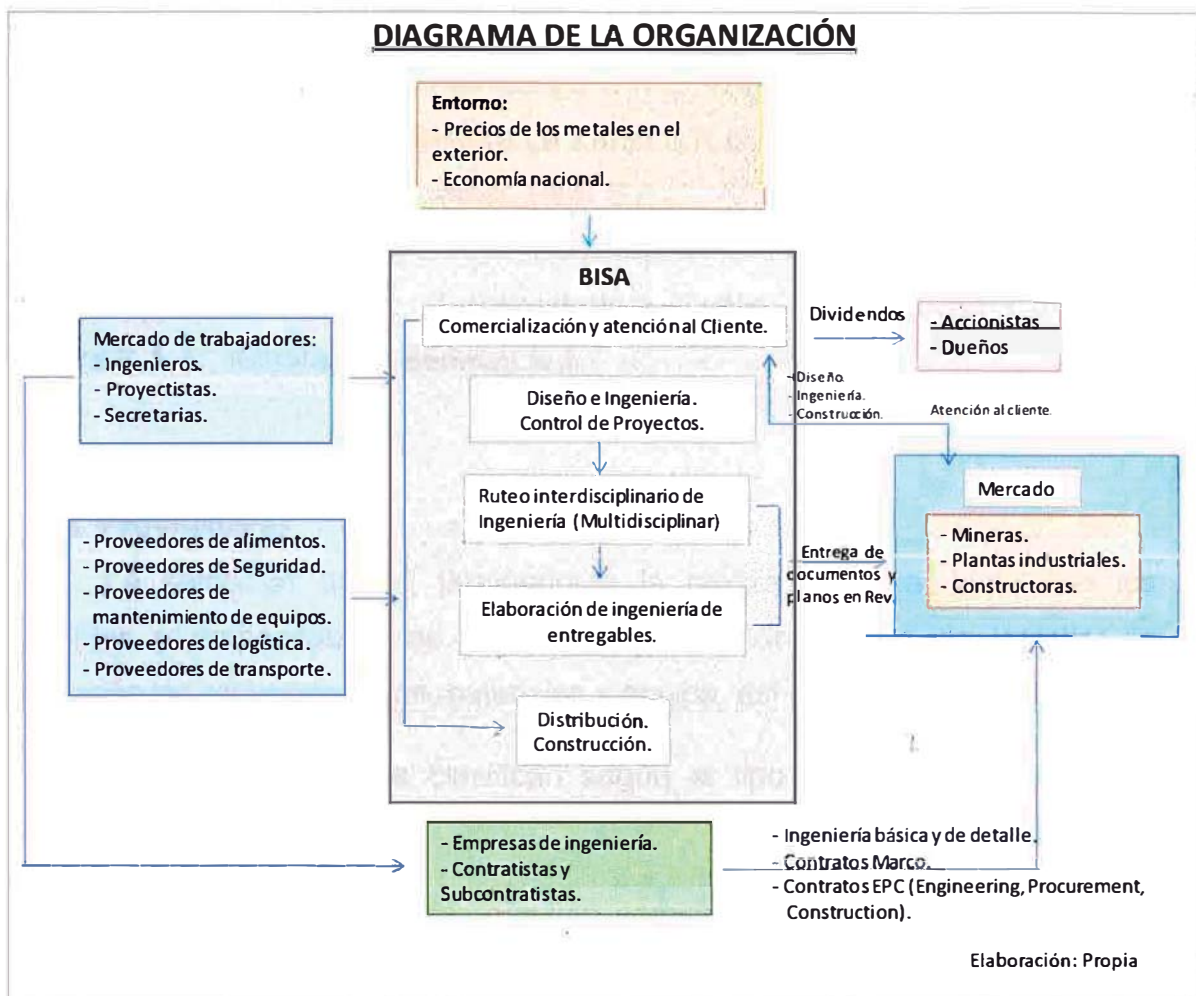 DIAGRAMA DE LA ORGANIZACIÓN
Entorno:
- Precios de los metales en el
exterior.
- Economía nacional.
BISA
Comercialización y atención al Cliente.
Dividendos
- Accionistas
- Dueños
Mercado de trabajadores:
- Ingenieros.
- Proyectistas.
- Secretarias.
Diseño e Ingeniería.
Control de Proyectos.
- Diseño.
- Ingeniería.
- Construcción.
Atención al cliente.
Ruteo interdisciplinario de
Ingeniería (Multidisciplinar)
Mercado
- Mineras.
- Plantas industriales.
- Constructoras.
- Proveedores de alimentos.
- Proveedores de Seguridad.
- Proveedores de
mantenimiento de equipos.
- Proveedores de logística.
- Proveedores de transporte.
Entrega de
documentos y
planos en Rev.
Elaboración de ingeniería de
entregables.
Distribución.
Construcción.
- Empresas de ingeniería.
- Contratistas y
Subcontratistas.
- Ingeniería básica y de detalle.
- Contratos Marco.
- Contratos EPC (Engineering, Procurement,
Construction).
Elaboración: Propia